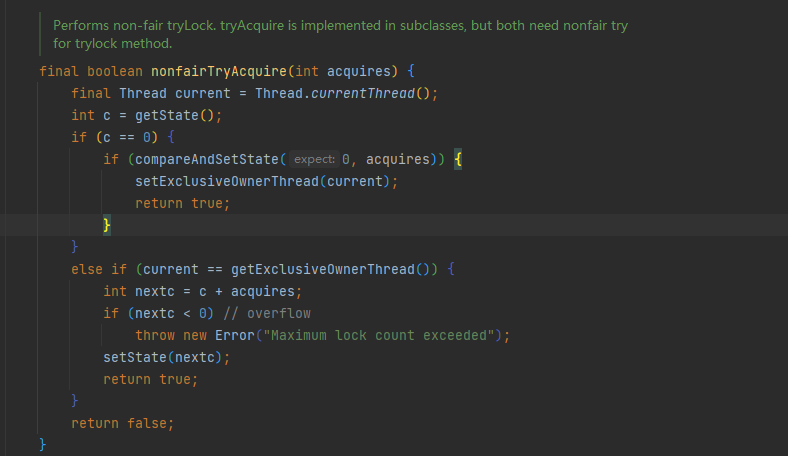 Performs non-fair tryLock. tryAcquire is implemented in subclasses, but both need nonfair try
for trylock method.
final boolean nonfairTryAcquire(int acquires) {
    final Thread current = Thread.currentThread();
    int c = getState();
    if (c == 0) {
        if (compareAndSetState( expect: 0, acquires)) {
            setExclusiveOwnerThread(current);
            return true;
        }
    }
    else if (current == getExclusiveOwnerThread()) {
        int nextc = c + acquires;
        if (nextc < 0) // overflow
            throw new Error("Maximum lock count exceeded");
        setState(nextc);
        return true;
    }
    return false;
}